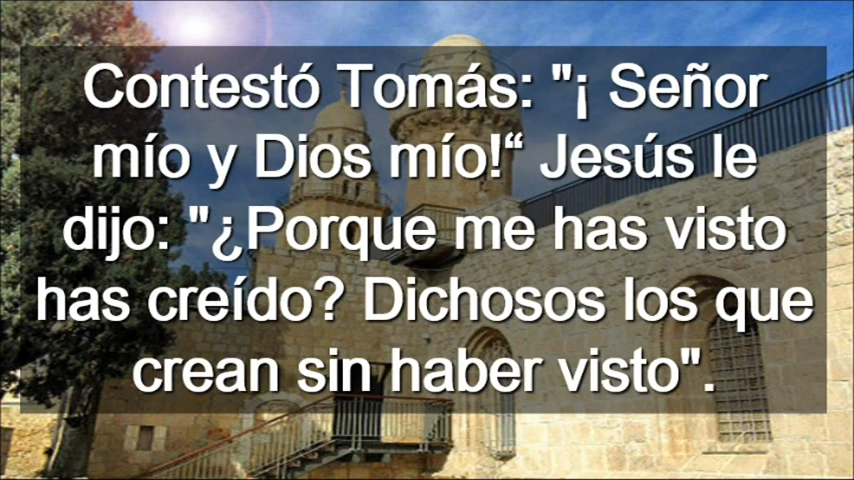 Contestó Tomás: "¡ Señor
mío y Dios mío!“ Jesús le
dijo: "¿Porque me has visto
has creído? Dichosos los que
crean sin haber visto".